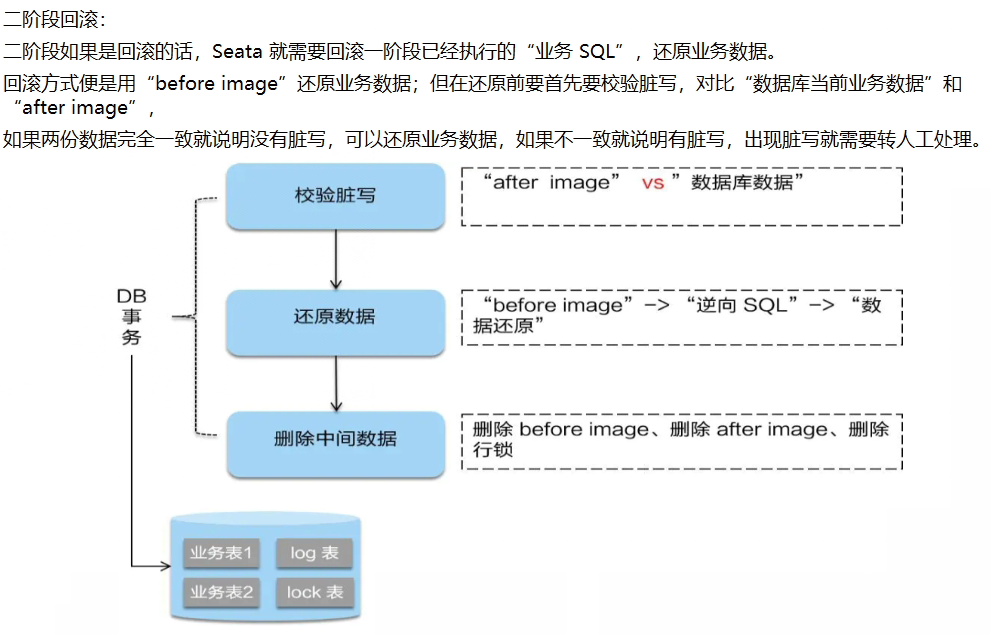 二阶段回滚：
二阶段如果是回滚的话，Seata 就需要回滚一阶段已经执行的“业务 SQL”，还原业务数据。
回滚方式便是用“before image”还原业务数据；但在还原前要首先要校验脏写，对比“数据库当前业务数据”和
“after image”，
如果两份数据完全一致就说明没有脏写，可以还原业务数据，如果不一致就说明有脏写，出现脏写就需要转人工处理。
校验脏写
“after image” vs ”数据库数据”
DB
事
务
还原数据
“before image”—> “逆向 SQL”—> “数
据还原”
删除中间数据
删除 before image、删除 after image、删除
行锁
业务表1
log 表
业务表2
lock 表